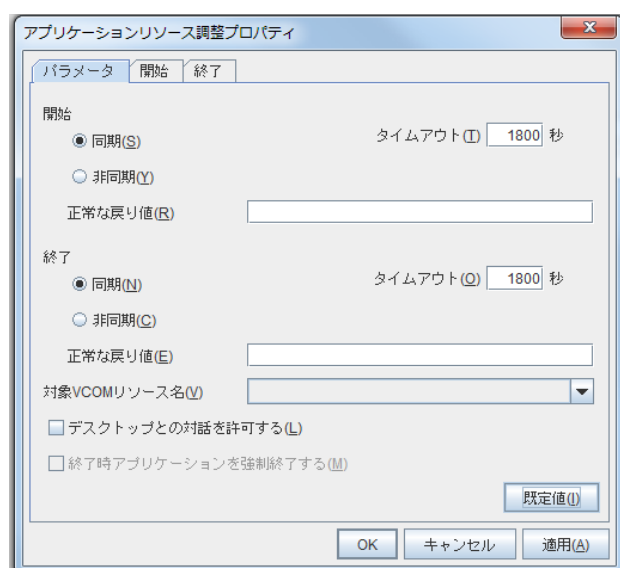 アプリケーションリソース調整プロパティ
パラメータ 開始 終了
開始
同期(S) タイムアウト(T) 1800 秒
非同期(Y)
正常な戻り値(R)
終了
同期(N) タイムアウト(O) 1800 秒
非同期(C)
正常な戻り値(E)
対象VCOMリソース名(V)
デスクトップとの対話を許可する(L)
終了時アプリケーションを強制終了する(M)
既定値(I)
OK キャンセル 適用(A)